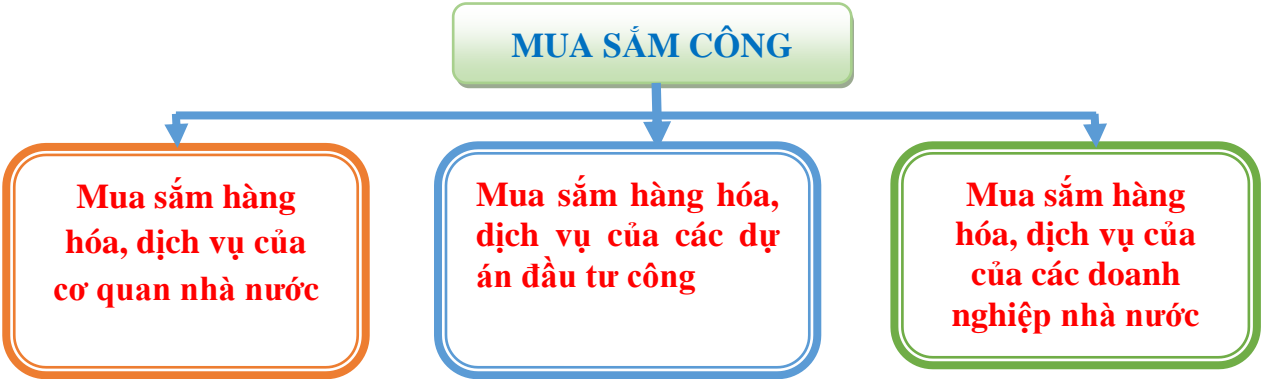 MUA SẮM CÔNG
Mua sắm hàng
hóa, dịch vụ của
cơ quan nhà nước
Mua sắm hàng hóa,
dịch vụ của các dự
án đầu tư công
Mua sắm hàng
hóa, dịch vụ của
của các doanh
nghiệp nhà nước